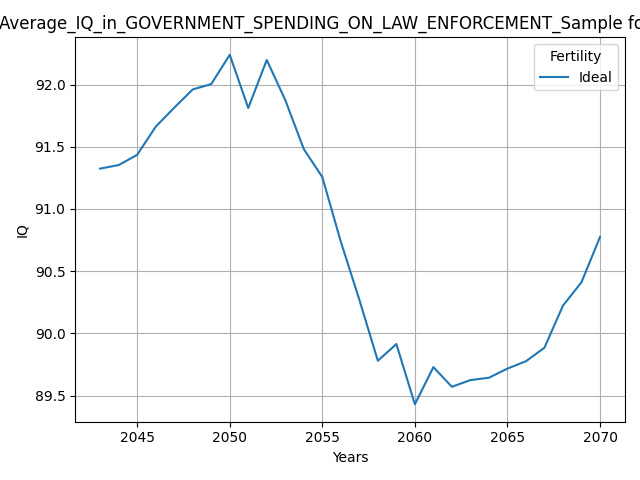 Average_IQ_in_GOVERNMENT_SPENDING_ON_LAW_ENFORCEMENT_Sample fo
Fertility
Ideal
92.0
91.5
91.0
90.5
90.0
89.5
IQ
2045 2050 2055 2060 2065 2070
Years